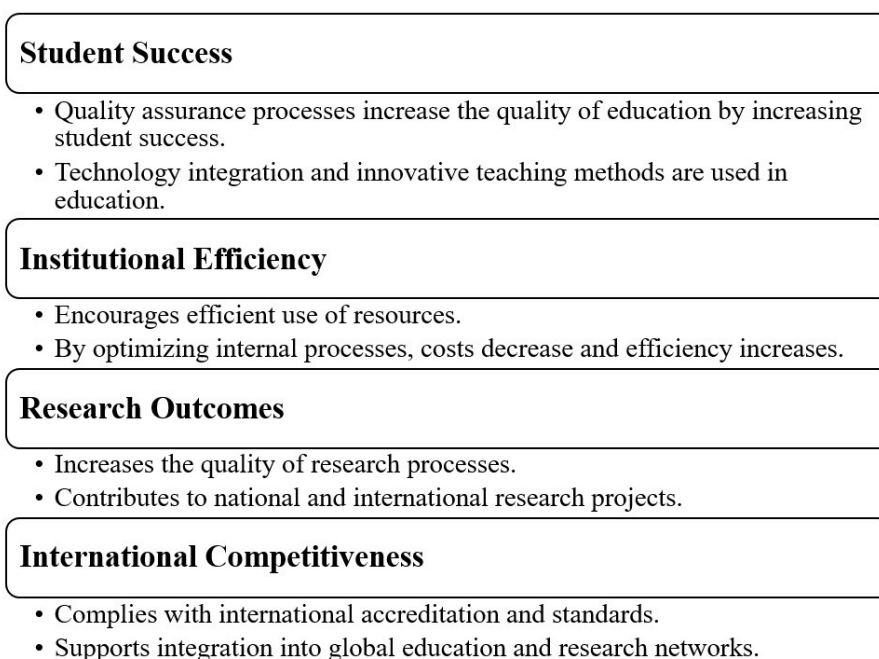 Student Success
• Quality assurance processes increase the quality of education by increasing
student success.
• Technology integration and innovative teaching methods are used in
education.
Institutional Efficiency
• Encourages efficient use of resources.
• By optimizing internal processes, costs decrease and efficiency increases.
Research Outcomes
• Increases the quality of research processes.
• Contributes to national and international research projects.
International Competitiveness
• Complies with international accreditation and standards.
• Supports integration into global education and research networks.